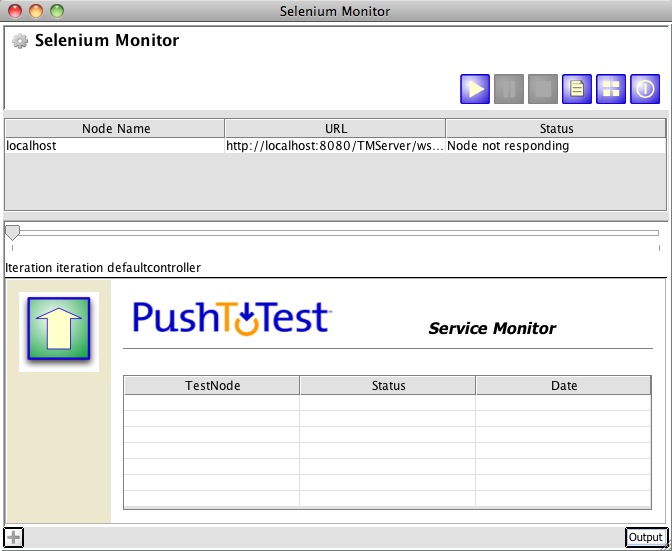 Selenium Monitor
Selenium Monitor
Node Name URL Status
localhost http://localhost:8080/TMServer/ws... Node not responding
Iteration iteration defaultcontroller
PushToTest
Service Monitor
TestNode Status Date
Output